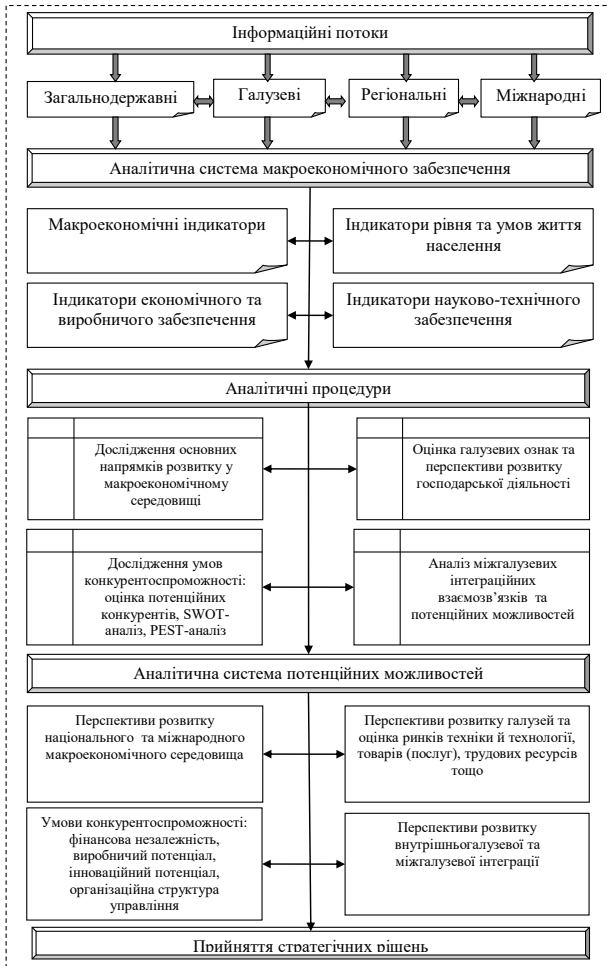 Інформаційні потоки
Загальнодержавні
Галузеві
Регіональні
Міжнародні
Аналітична система макроекономічного забезпечення
Макроекономічні індикатори
Індикатори рівня та умов життя
населення
Індикатори економічного та
виробничого забезпечення
Індикатори науково-технічного
забезпечення
Аналітичні процедури
Дослідження основних
напрямків розвитку у
макроекономічному
середовищі
Оцінка галузевих ознак та
перспективи розвитку
господарської діяльності
Дослідження умов
конкурентоспроможності:
оцінка потенційних
конкурентів, SWOT-
аналіз, PEST-аналіз
Аналіз міжгалузевих
інтеграційних
взаємозв’язків та
потенційних можливостей
Аналітична система потенційних можливостей
Перспективи розвитку
національного та міжнародного
макроекономічного середовища
Перспективи розвитку галузей та
оцінка ринків техніки й технології,
товарів (послуг), трудових ресурсів
тощо
Умови конкурентоспроможності:
фінансова незалежність,
виробничий потенціал,
інноваційний потенціал,
організаційна структура
управління
Перспективи розвитку
внутрішньогалузевої та
міжгалузевої інтеграції
Прийняття стратегічних рішень